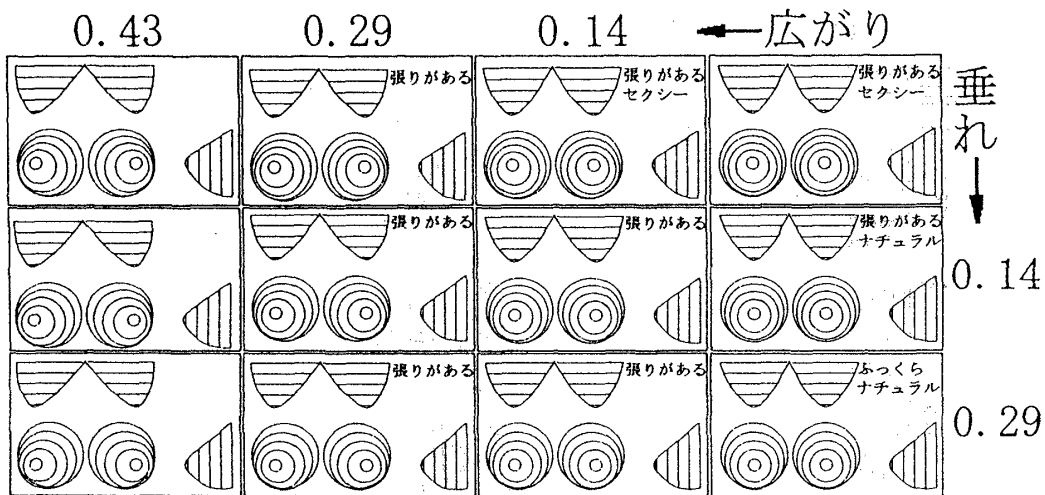 0.43 0.29 0.14 ←広がり
垂れ↓
張りがある
張りがある
セクシー
張りがある
セクシー
張りがある
張りがある
張りがある
ナチュラル
0.14
張りがある
張りがある
ふっくら
ナチュラル
0.29